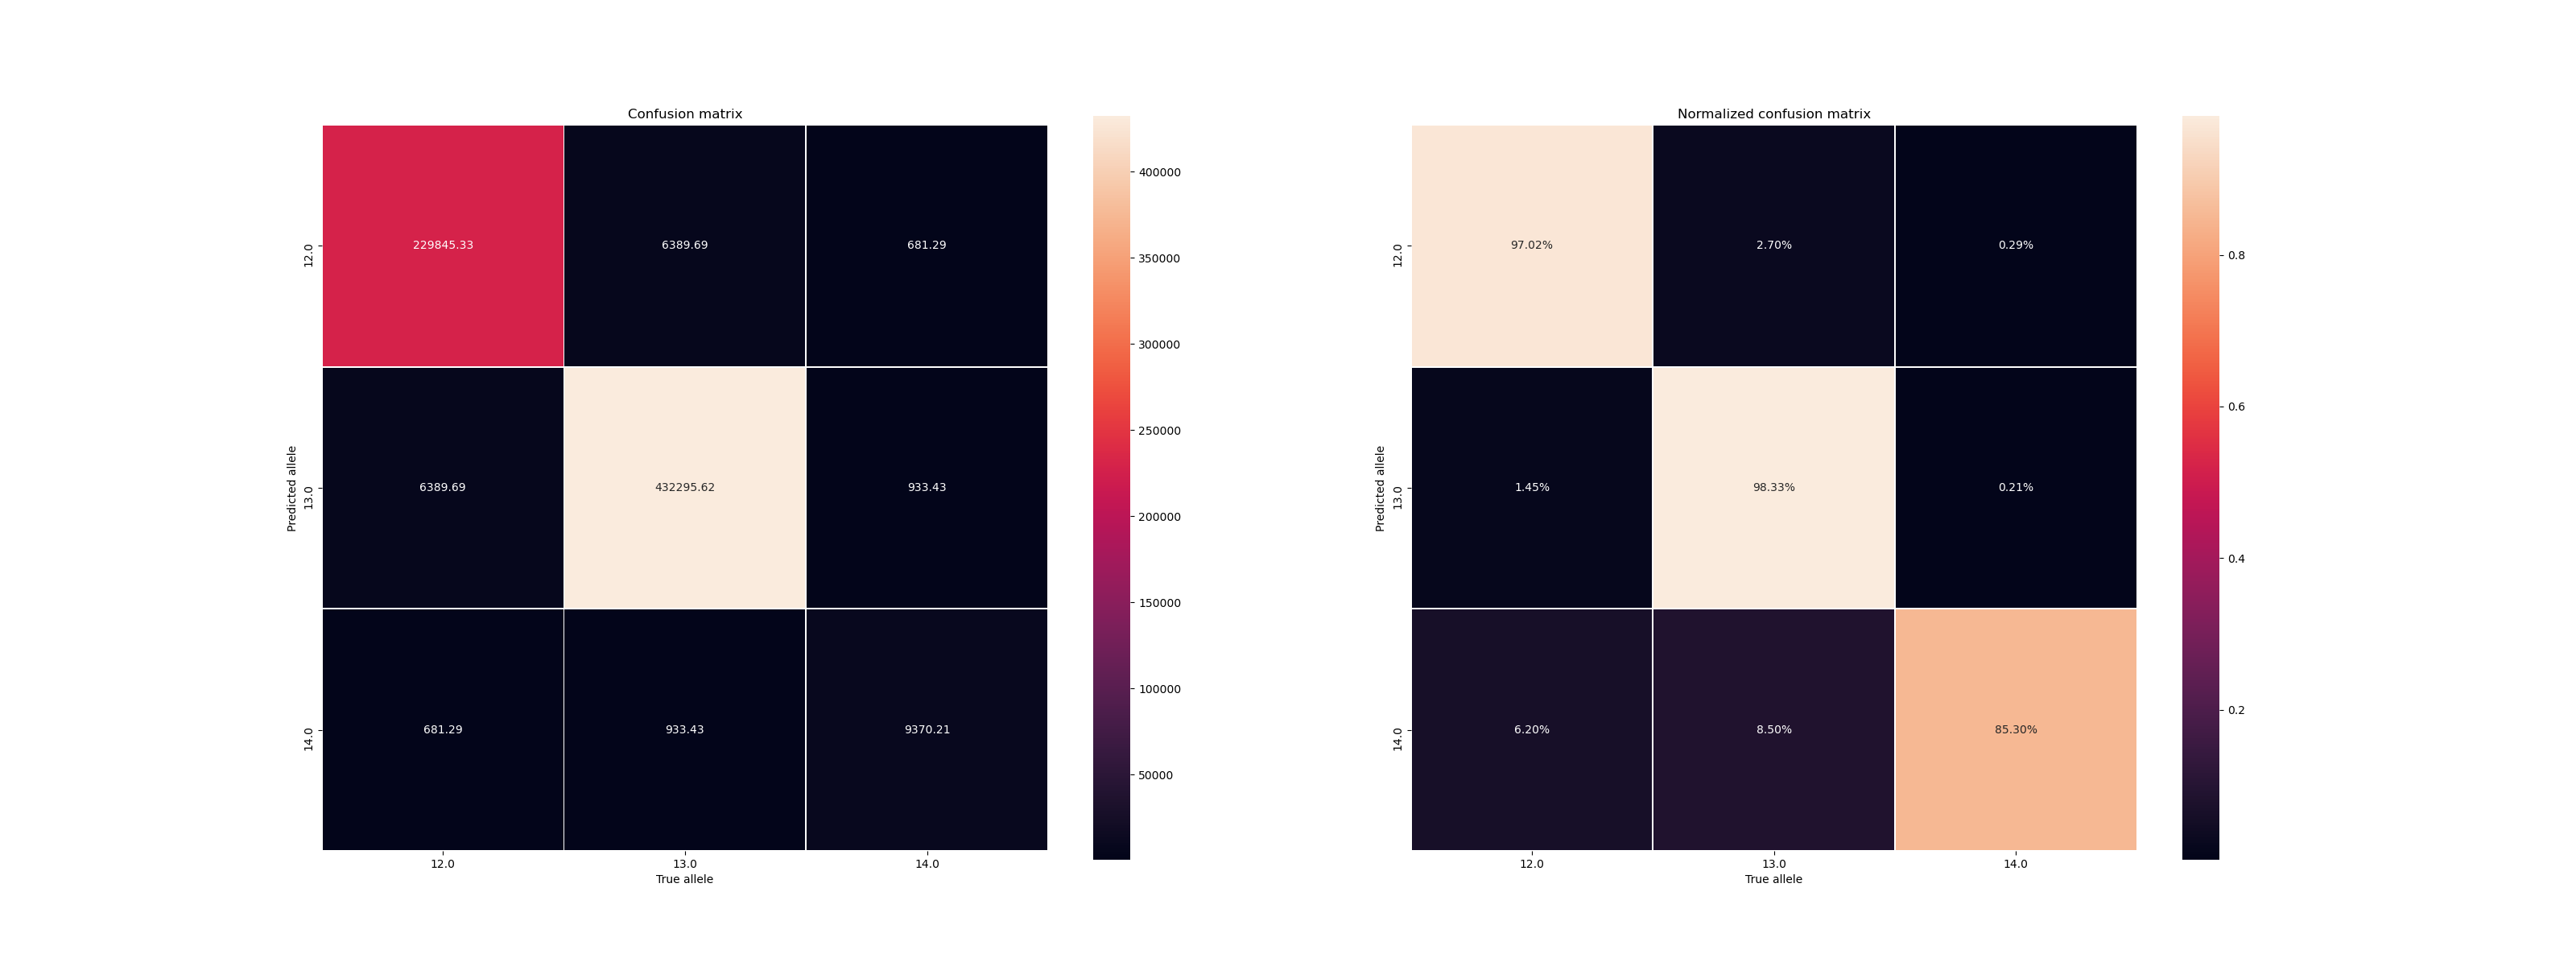 Confusion matrix
229845.33 6389.69 681.29
6389.69 432295.62 933.43
681.29 933.43 9370.21
12.0
13.0
14.0
Predicted allele
12.0 13.0 14.0
True allele
400000
350000
300000
250000
200000
150000
100000
50000
Normalized confusion matrix
97.02% 2.70% 0.29%
1.45% 98.33% 0.21%
6.20% 8.50% 85.30%
12.0
13.0
14.0
Predicted allele
12.0 13.0 14.0
True allele
0.8
0.6
0.4
0.2